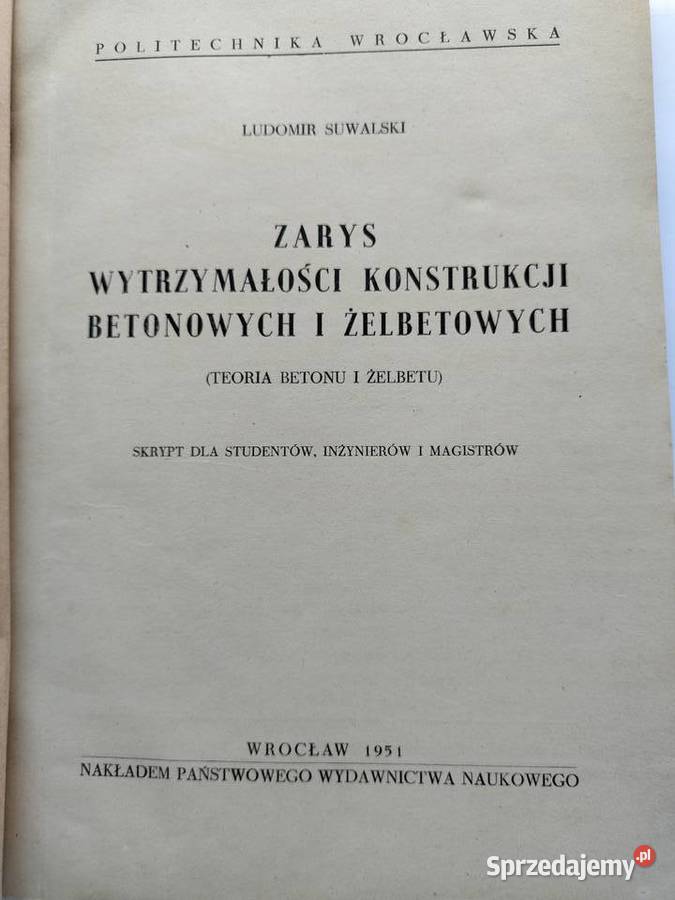 POLITECHNIKA WROCŁAWSKA
LUDOMIR SUWALSKI
ZARYS
WYTRZYMAŁOŚCI KONSTRUKCJI
BETONOWYCH I ŻELBETOWYCH
(TEORIA BETONU I ŻELBETU)
SKRYPT DLA STUDENTÓW, INŻYNIERÓW I MAGISTRÓW
WROCŁAW 1951
NAKŁADEM PAŃSTWOWEGO WYDAWNICTWA NAUKOWEGO
Sprzedajemy.pl